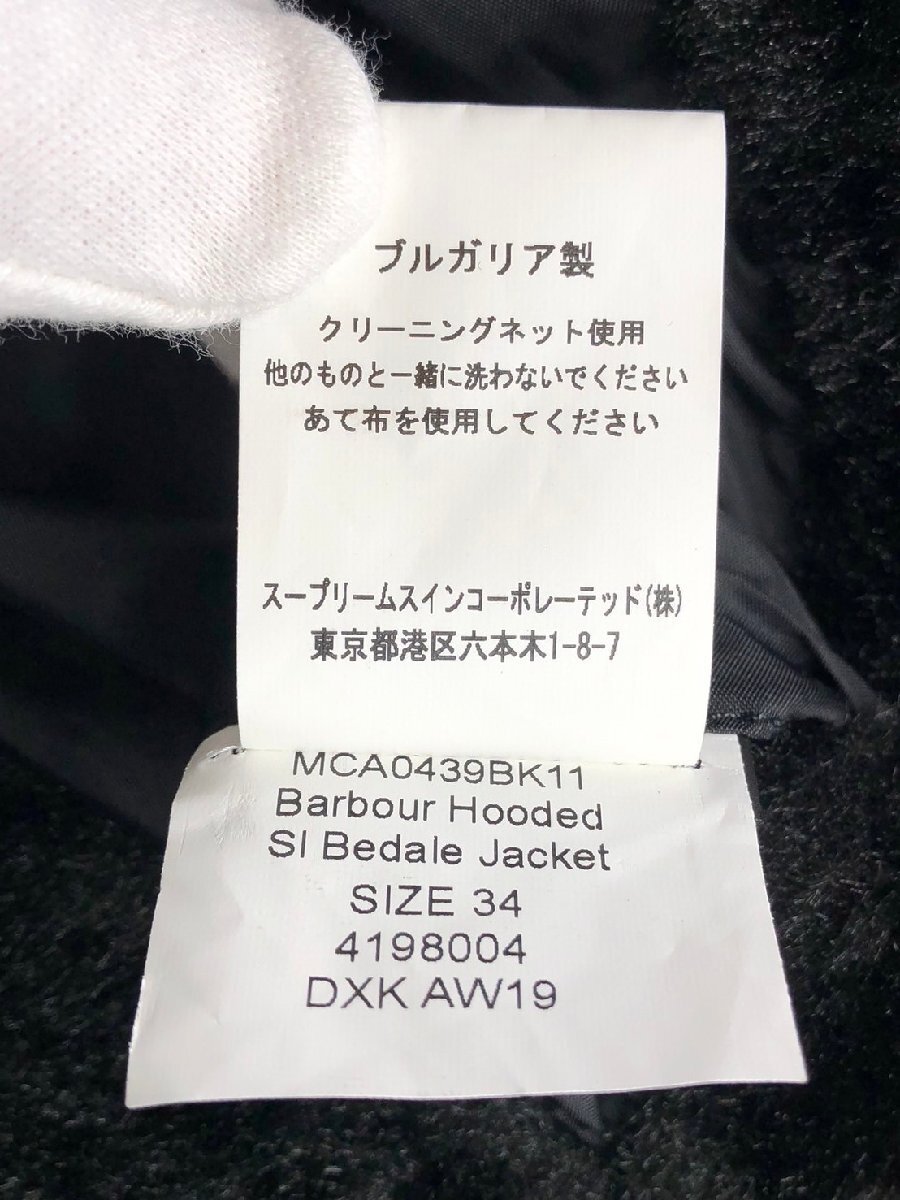 ブルガリア製
クリーニングネット使用
他のものと一緒に洗わないでください
あて布を使用してください
スープリームスインコーポレーテッド(株)
東京都港区六本木1-8-7
MCA0439BK11
Barbour Hooded
SI Bedale Jacket
SIZE 34
4198004
DXK AW19